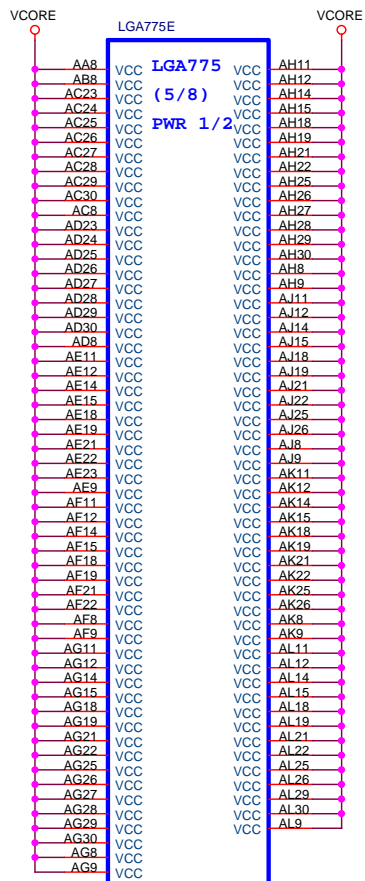 VCORE VCORE
LGA775E
AA8 VCC LGA775 VCC AH11
AB8 VCC VCC AH12
AC23 VCC (5/8) VCC AH14
AC24 VCC VCC AH15
AC25 VCC PWR 1/2 VCC AH18
AC26 VCC VCC AH19
AC27 VCC VCC AH21
AC28 VCC VCC AH22
AC29 VCC VCC AH25
AC30 VCC VCC AH26
AC8 VCC VCC AH27
AD23 VCC VCC AH28
AD24 VCC VCC AH29
AD25 VCC VCC AH30
AD26 VCC VCC AH8
AD27 VCC VCC AH9
AD28 VCC VCC AJ11
AD29 VCC VCC AJ12
AD30 VCC VCC AJ14
AD8 VCC VCC AJ15
AE11 VCC VCC AJ18
AE12 VCC VCC AJ19
AE14 VCC VCC AJ21
AE15 VCC VCC AJ22
AE18 VCC VCC AJ25
AE19 VCC VCC AJ26
AE21 VCC VCC AJ8
AE22 VCC VCC AJ9
AE23 VCC VCC AK11
AE9 VCC VCC AK12
AF11 VCC VCC AK14
AF12 VCC VCC AK15
AF14 VCC VCC AK18
AF15 VCC VCC AK19
AF18 VCC VCC AK21
AF19 VCC VCC AK22
AF21 VCC VCC AK25
AF22 VCC VCC AK26
AF8 VCC VCC AK8
AF9 VCC VCC AK9
AG11 VCC VCC AL11
AG12 VCC VCC AL12
AG14 VCC VCC AL14
AG15 VCC VCC AL15
AG18 VCC VCC AL18
AG19 VCC VCC AL19
AG21 VCC VCC AL21
AG22 VCC VCC AL22
AG25 VCC VCC AL25
AG26 VCC VCC AL26
AG27 VCC VCC AL29
AG28 VCC VCC AL30
AG29 VCC VCC AL9
AG30 VCC
AG8 VCC
AG9 VCC